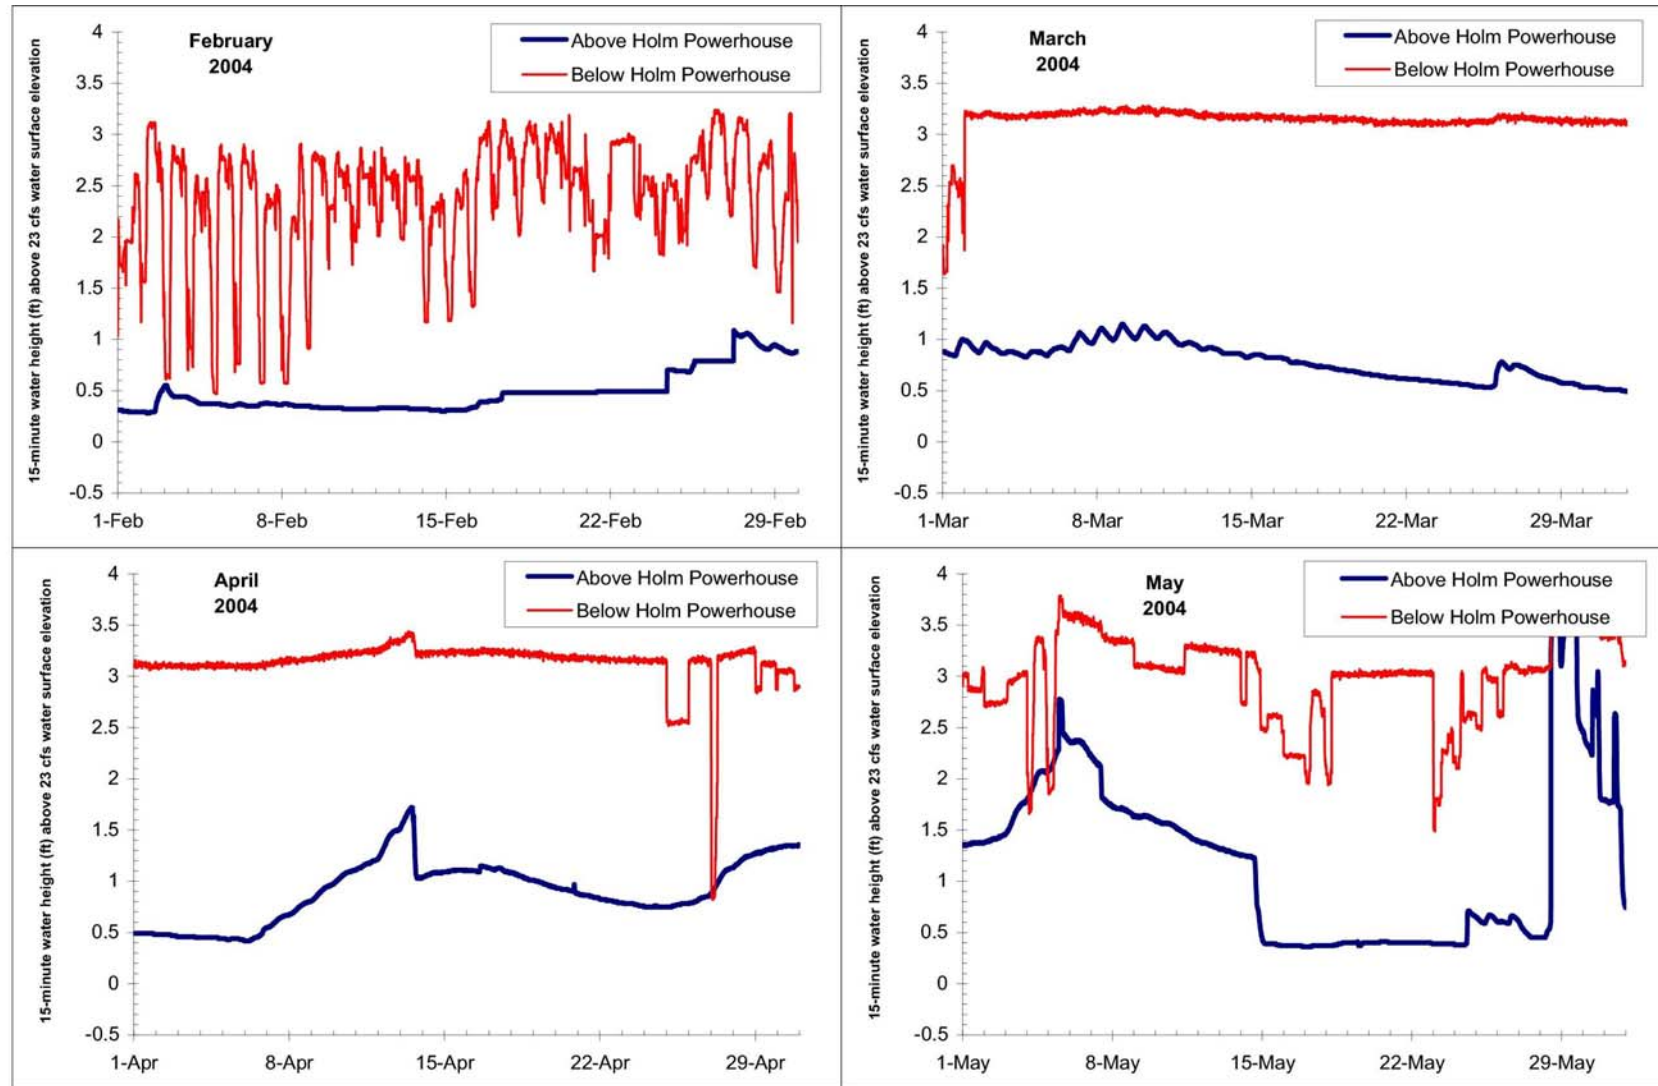 February
2004
Above Holm Powerhouse
Below Holm Powerhouse
15-minute water height (ft) above 23 cfs water surface elevation
4
3.5
3
2.5
2
1.5
1
0.5
0
-0.5
1-Feb
8-Feb
15-Feb
22-Feb
29-Feb
March
2004
Above Holm Powerhouse
Below Holm Powerhouse
15-minute water height (ft) above 23 cfs water surface elevation
4
3.5
3
2.5
2
1.5
1
0.5
0
-0.5
1-Mar
8-Mar
15-Mar
22-Mar
29-Mar
April
2004
Above Holm Powerhouse
Below Holm Powerhouse
15-minute water height (ft) above 23 cfs water surface elevation
4
3.5
3
2.5
2
1.5
1
0.5
0
-0.5
1-Apr
8-Apr
15-Apr
22-Apr
29-Apr
May
2004
Above Holm Powerhouse
Below Holm Powerhouse
15-minute water height (ft) above 23 cfs water surface elevation
4
3.5
3
2.5
2
1.5
1
0.5
0
-0.5
1-May
8-May
15-May
22-May
29-May